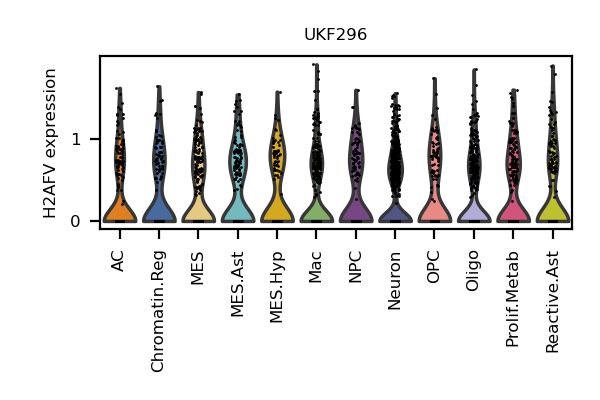 UKF296
H2AFV expression
1
0
AC
Chromatin.Reg
MES
MES.Ast
MES.Hyp
Mac
NPC
Neuron
OPC
Oligo
Prolif.Metab
Reactive.Ast